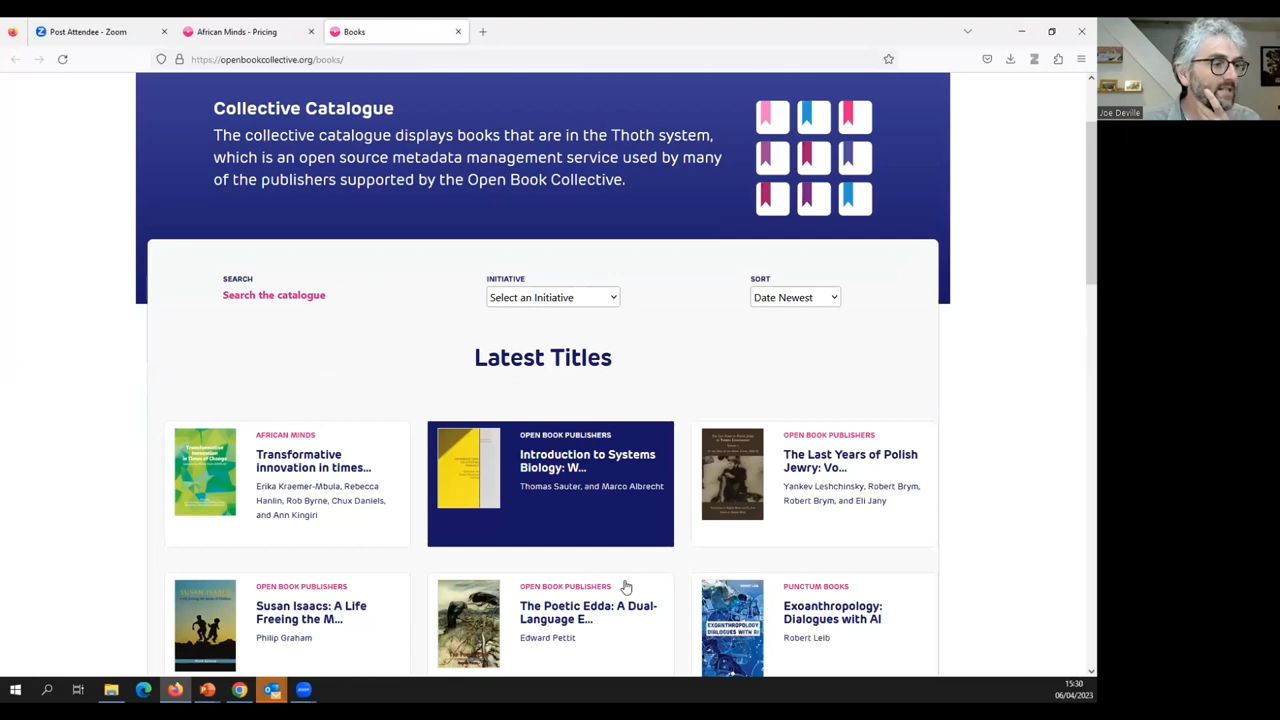 Post Attendee - Zoom
African Minds - Pricing
Books
https://openbookcollective.org/books/
Joe Deville
Collective Catalogue
The collective catalogue displays books that are in the Thoth system,
which is an open source metadata management service used by many
of the publishers supported by the Open Book Collective.
SEARCH
Search the catalogue
INITIATIVE
Select an Initiative
SORT
Date Newest
Latest Titles
AFRICAN MINDS
Transformative
innovation in times...
Erika Kraemer-Mbula, Rebecca
Hanlin, Rob Byrne, Chux Daniels,
and Ann Kingiri
OPEN BOOK PUBLISHERS
Introduction to Systems
Biology: W...
Thomas Sauter, and Marco Albrecht
OPEN BOOK PUBLISHERS
The Last Years of Polish
Jewry: Vo...
Yankev Leshchinsky, Robert Brym,
Robert Brym, and Eli Jany
OPEN BOOK PUBLISHERS
Susan Isaacs: A Life
Freeing the M...
Philip Graham
SUSAN ISAACS
OPEN BOOK PUBLISHERS
The Poetic Edda: A Dual-
Language E...
Edward Pettit
PUNCTUM BOOKS
Exoanthropology:
Dialogues with AI
Robert Leib
EXOANTHROPOLOGY
DIALOGUES WITH AI
15:30
06/04/2023